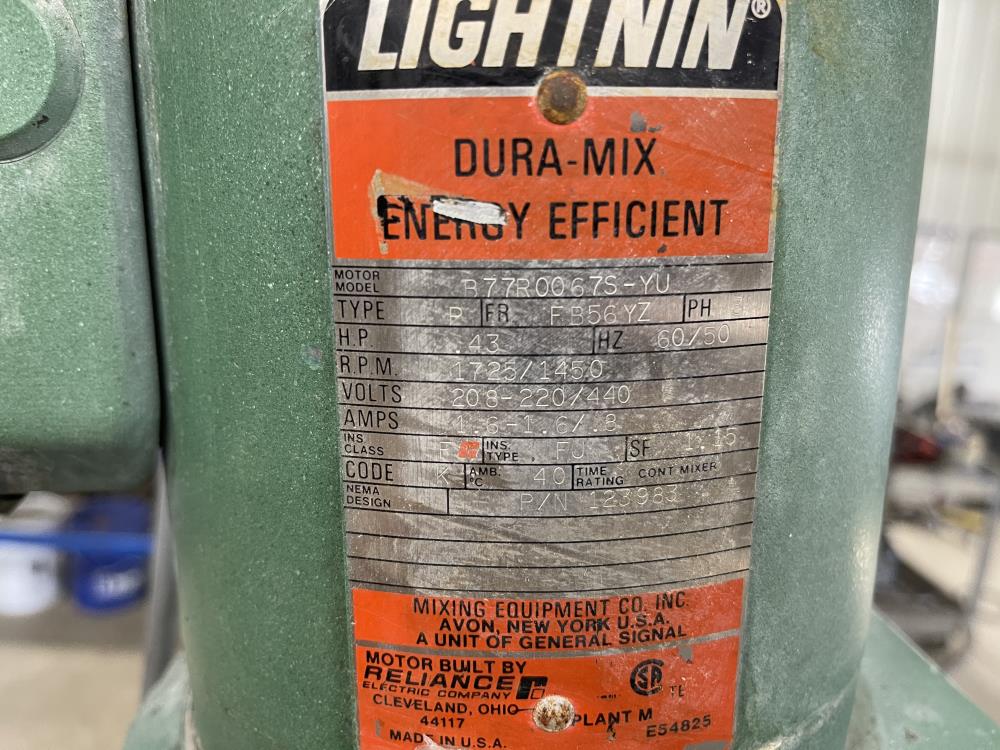 LIGHTNIN®
DURA-MIX
ENERGY EFFICIENT
MOTOR MODEL B77R0067S-YU
TYPE P FR. FB56YZ PH 3
H.P. .43 HZ 60/50
R.P.M. 1725/1450
VOLTS 208-220/440
AMPS 1.6-1.6/.8
INS. CLASS F INS. TYPE FJ SF 1.15
CODE K AMB. °C 40 TIME RATING CONT MIXER
NEMA DESIGN P/N 123983
MIXING EQUIPMENT CO. INC.
AVON, NEW YORK U.S.A.
A UNIT OF GENERAL SIGNAL
MOTOR BUILT BY
RELIANCE
ELECTRIC COMPANY
CLEVELAND, OHIO
44117
MADE IN U.S.A.
SA
PLANT M
E54825